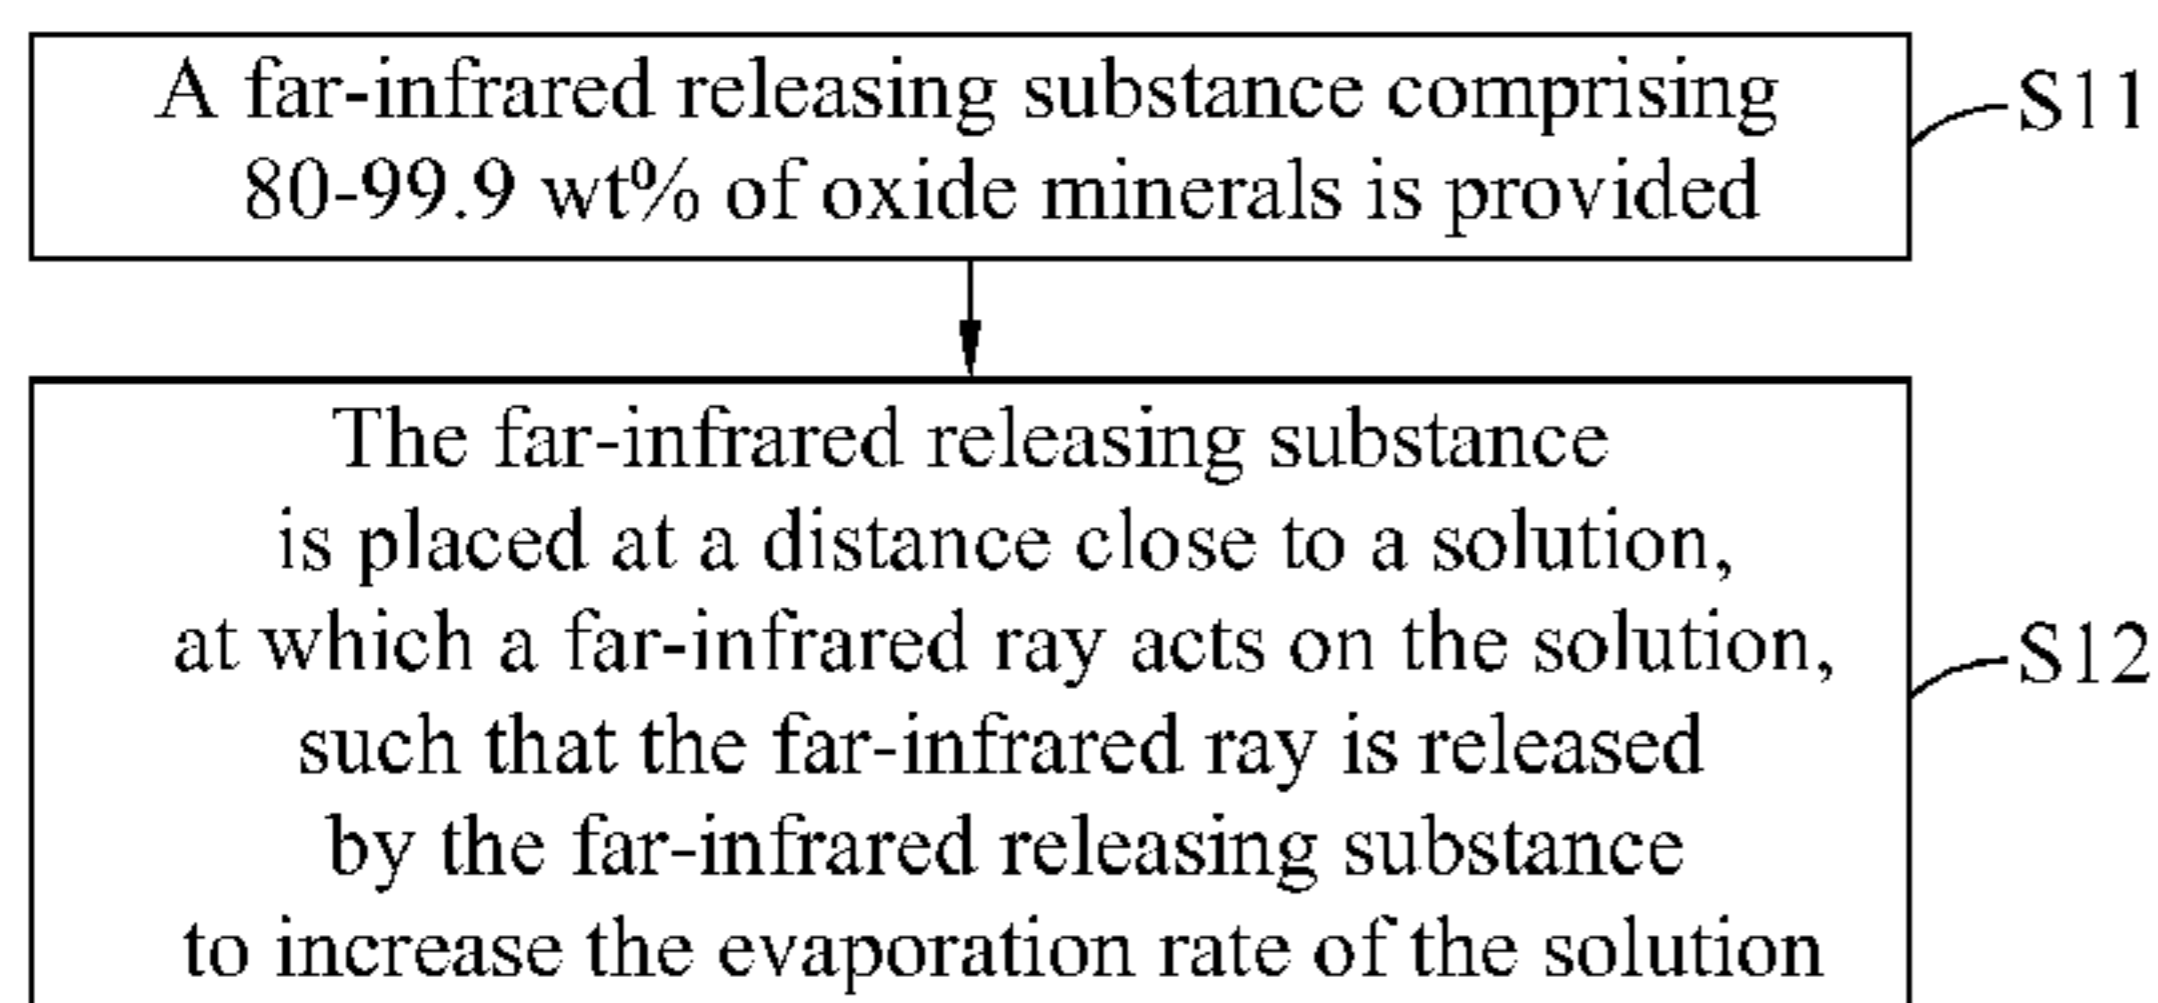 A far-infrared releasing substance comprising
80-99.9 wt% of oxide minerals is provided
S11
The far-infrared releasing substance
is placed at a distance close to a solution,
at which a far-infrared ray acts on the solution,
such that the far-infrared ray is released
by the far-infrared releasing substance
to increase the evaporation rate of the solution
S12